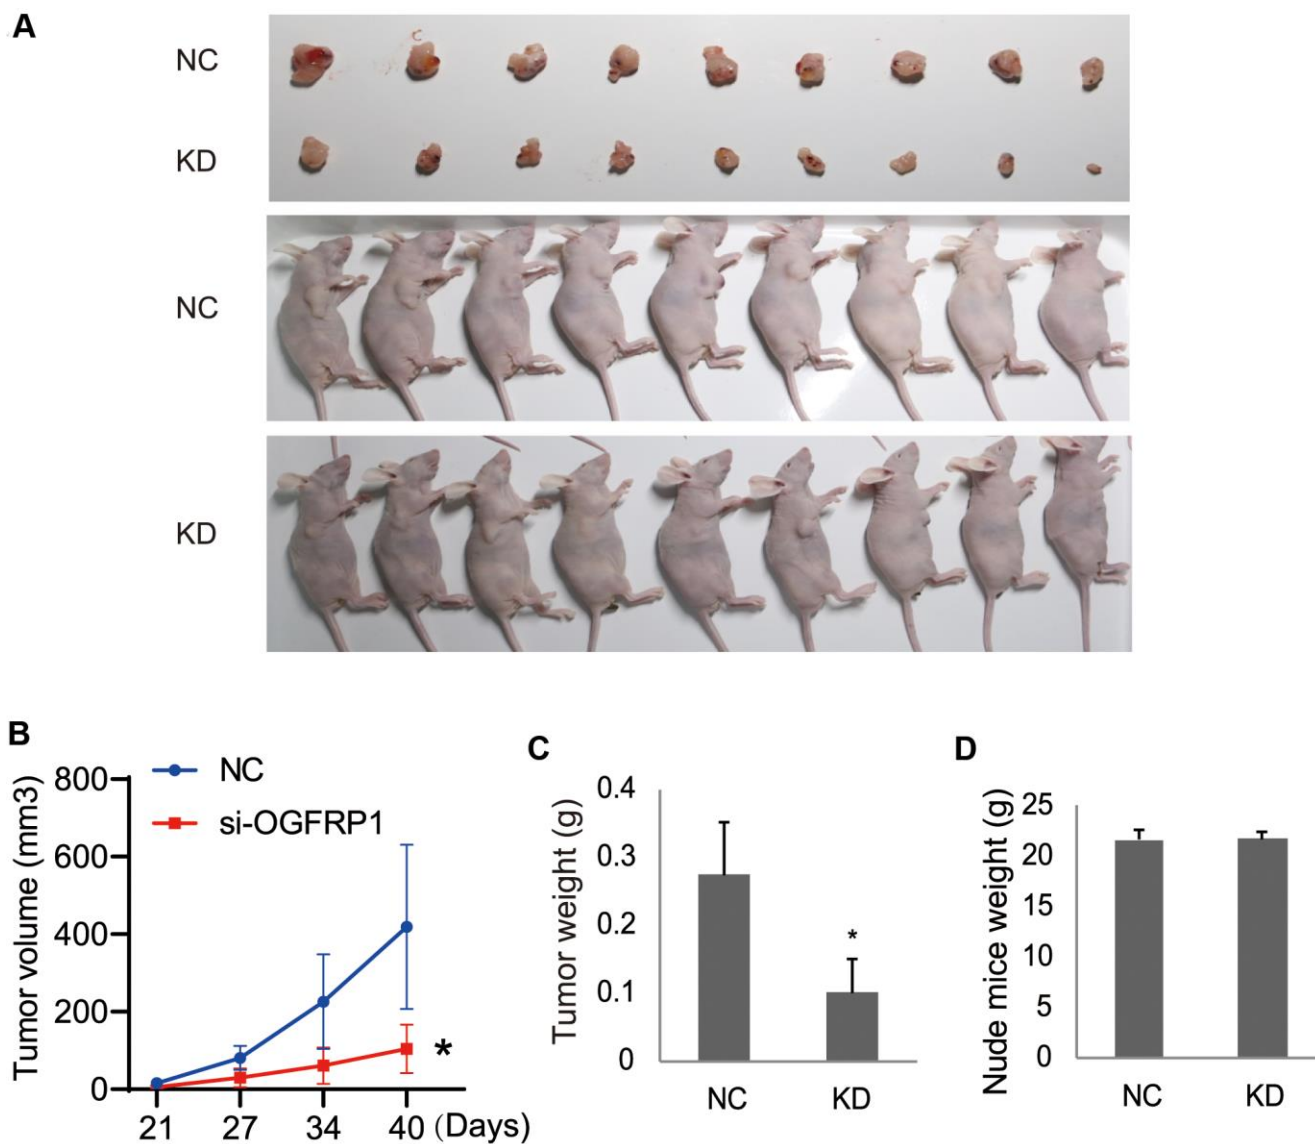 A
NC
KD
NC
KD
B
Tumor volume (mm3)
800
600
400
200
0
NC
si-OGFRP1
*
21 27 34 40 (Days)
C
Tumor weight (g)
0.4
0.3
0.2
0.1
0
*
NC KD
D
Nude mice weight (g)
25
20
15
10
5
0
NC KD